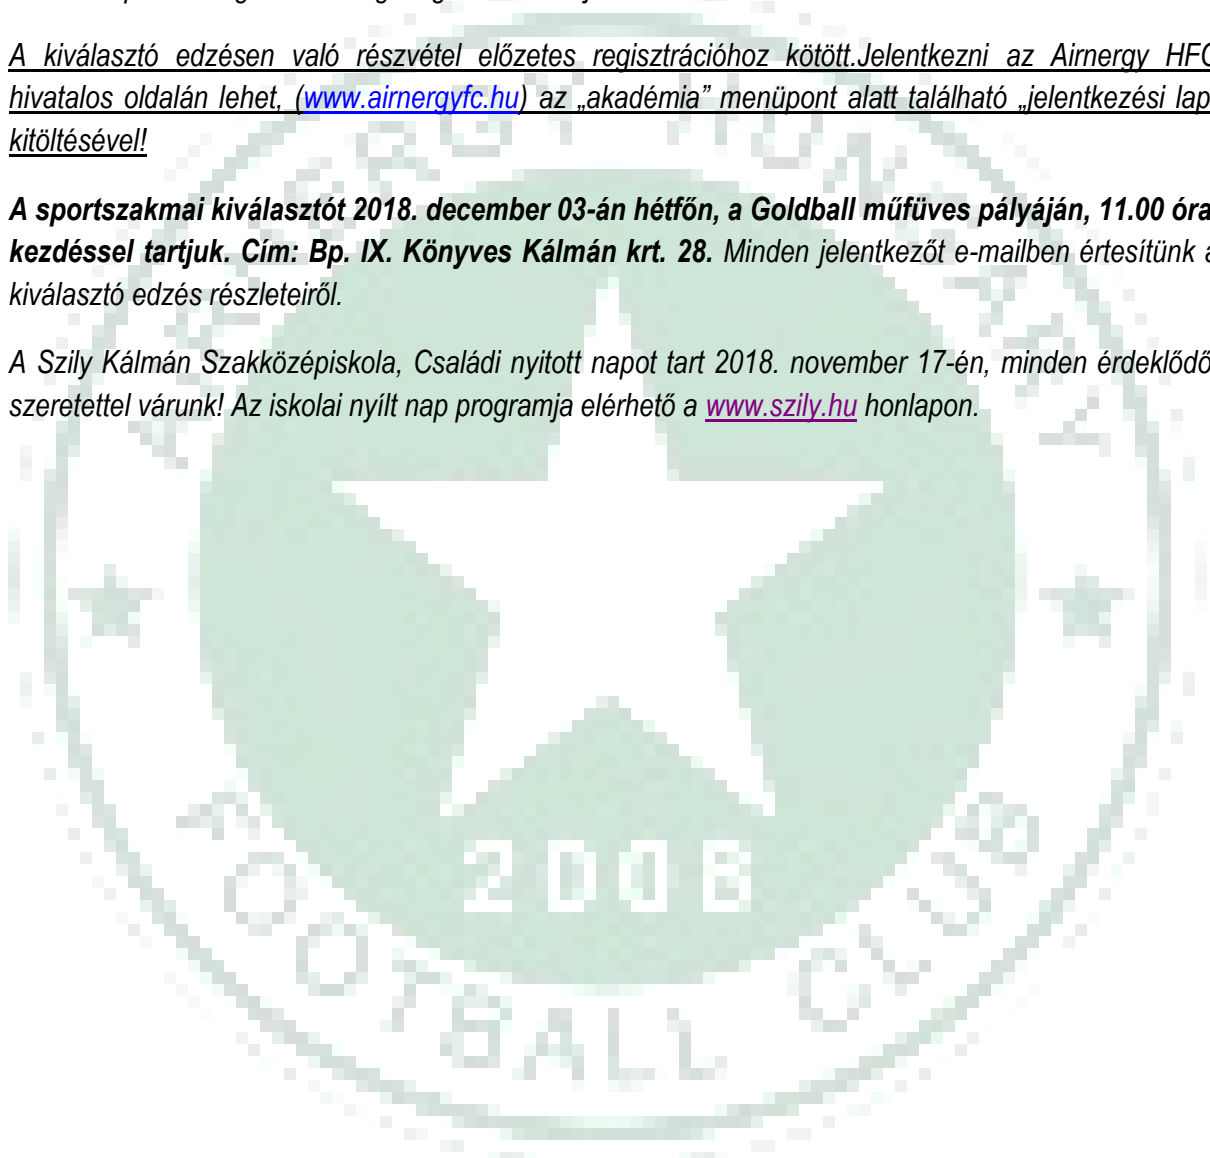 A kiválasztó edzésen való részvétel előzetes regisztrációhoz kötött.Jelentkezni az Airnergy HFC
hivatalos oldalán lehet, (www.airnergyfc.hu) az „akadémia” menüpont alatt található „jelentkezési lap
kitöltésével!
A sportszakmai kiválasztót 2018. december 03-án hétfőn, a Goldball műfüves pályáján, 11.00 óra
kezdéssel tartjuk. Cím: Bp. IX. Könyves Kálmán krt. 28. Minden jelentkezőt e-mailben értesítünk a
kiválasztó edzés részleteiről.
A Szily Kálmán Szakközépiskola, Családi nyitott napot tart 2018. november 17-én, minden érdeklődő
szeretettel várunk! Az iskolai nyílt nap programja elérhető a www.szily.hu honlapon.
AIRNERGY HUNGARY
2008
FOOTBALL CLUB